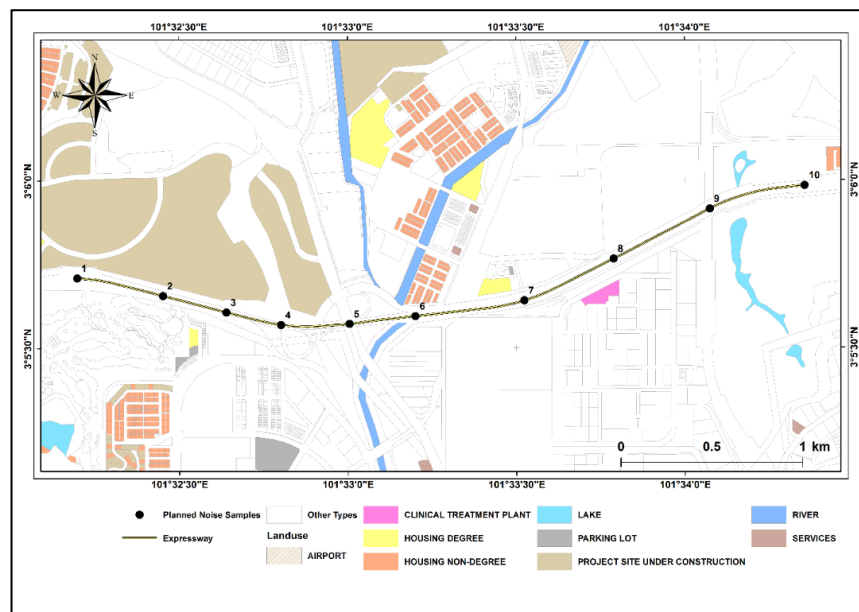 101°32'30"E 101°33'0"E 101°33'30"E 101°34'0"E
N
W E
S
3°6'0"N 3°6'0"N
10
9
8
1
2
7
3
6
5
4
3°5'30"N 3°5'30"N
0 0.5 1 km
101°32'30"E 101°33'0"E 101°33'30"E 101°34'0"E
Planned Noise Samples Other Types CLINICAL TREATMENT PLANT LAKE RIVER
Expressway Landuse HOUSING DEGREE PARKING LOT SERVICES
AIRPORT HOUSING NON-DEGREE PROJECT SITE UNDER CONSTRUCTION